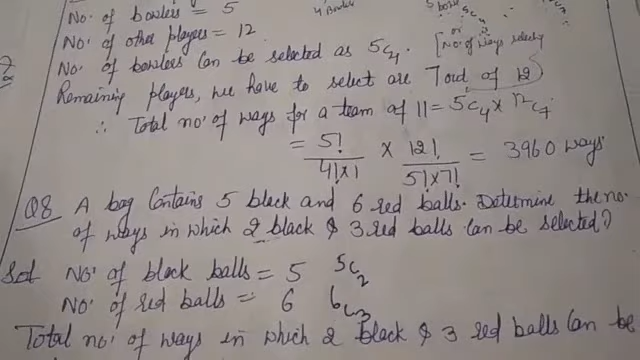 No. of bowlers = 5
No. of other players = 12
No. of bowlers can be selected as 5C4.
[No. of ways select
Remaining players, we have to select are 7 out of 12
∴ Total no. of ways for a team of 11 = 5C4 × 12C7
= 5!/4!×1 × 12!/5!×7! = 3960 ways
Q8 A bag contains 5 black and 6 red balls. Determine the no.
of ways in which 2 black & 3 red balls can be selected?
Sol No. of black balls = 5 5C2
No. of red balls = 6 6C3
Total no. of ways in which 2 black & 3 red balls can be